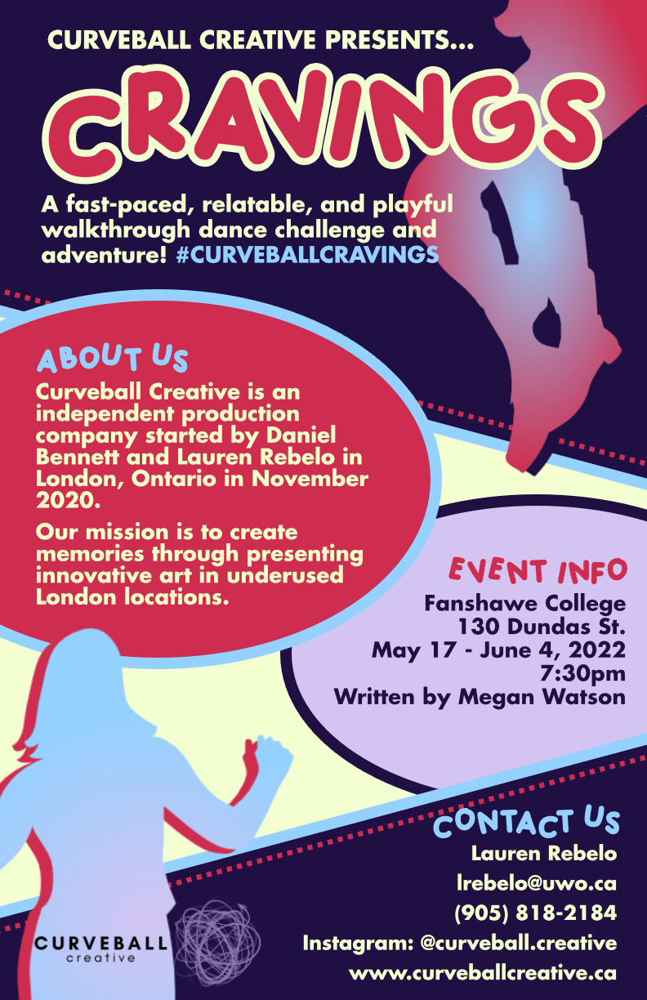 CURVEBALL CREATIVE PRESENTS...
CRAVINGS
A fast-paced, relatable, and playful
walkthrough dance challenge and
adventure! #CURVEBALLCRAVINGS
ABOUT US
Curveball Creative is an
independent production
company started by Daniel
Bennett and Lauren Rebelo in
London, Ontario in November
2020.
Our mission is to create
memories through presenting
innovative art in underused
London locations.
EVENT INFO
Fanshawe College
130 Dundas St.
May 17 - June 4, 2022
7:30pm
Written by Megan Watson
CONTACT US
Lauren Rebelo
lrebelo@uwo.ca
(905) 818-2184
Instagram: @curveball.creative
www.curveballcreative.ca
CURVEBALL
creative